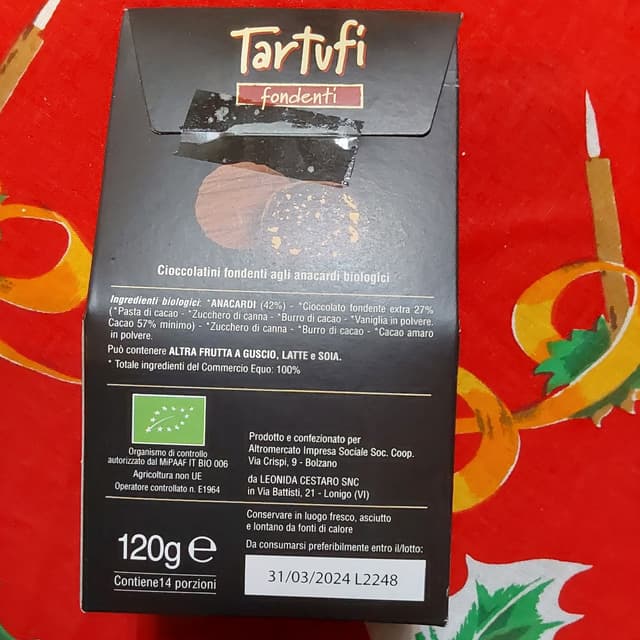 Tartufi
fondenti
Cioccolatini fondenti agli anacardi biologici
Ingredienti biologici: *ANACARDI (42%) - *Cioccolato fondente extra 27%
(*Pasta di cacao - *Zucchero di canna - *Burro di cacao - *Vaniglia in polvere.
Cacao 57% minimo) - *Zucchero di canna - *Burro di cacao - *Cacao amaro
in polvere.
Può contenere ALTRA FRUTTA A GUSCIO, LATTE e SOIA.
* Totale ingredienti del Commercio Equo: 100%
Organismo di controllo
autorizzato dal MiPAAF IT BIO 006
Agricoltura non UE
Operatore controllato n. E1964
Prodotto e confezionato per
Altromercato Impresa Sociale Soc. Coop.
Via Crispi, 9 - Bolzano
da LEONIDA CESTARO SNC
in Via Battisti, 21 - Lonigo (VI)
Conservare in luogo fresco, asciutto
e lontano da fonti di calore
120g e
Contiene14 porzioni
Da consumarsi preferibilmente entro il/lotto:
31/03/2024 L2248